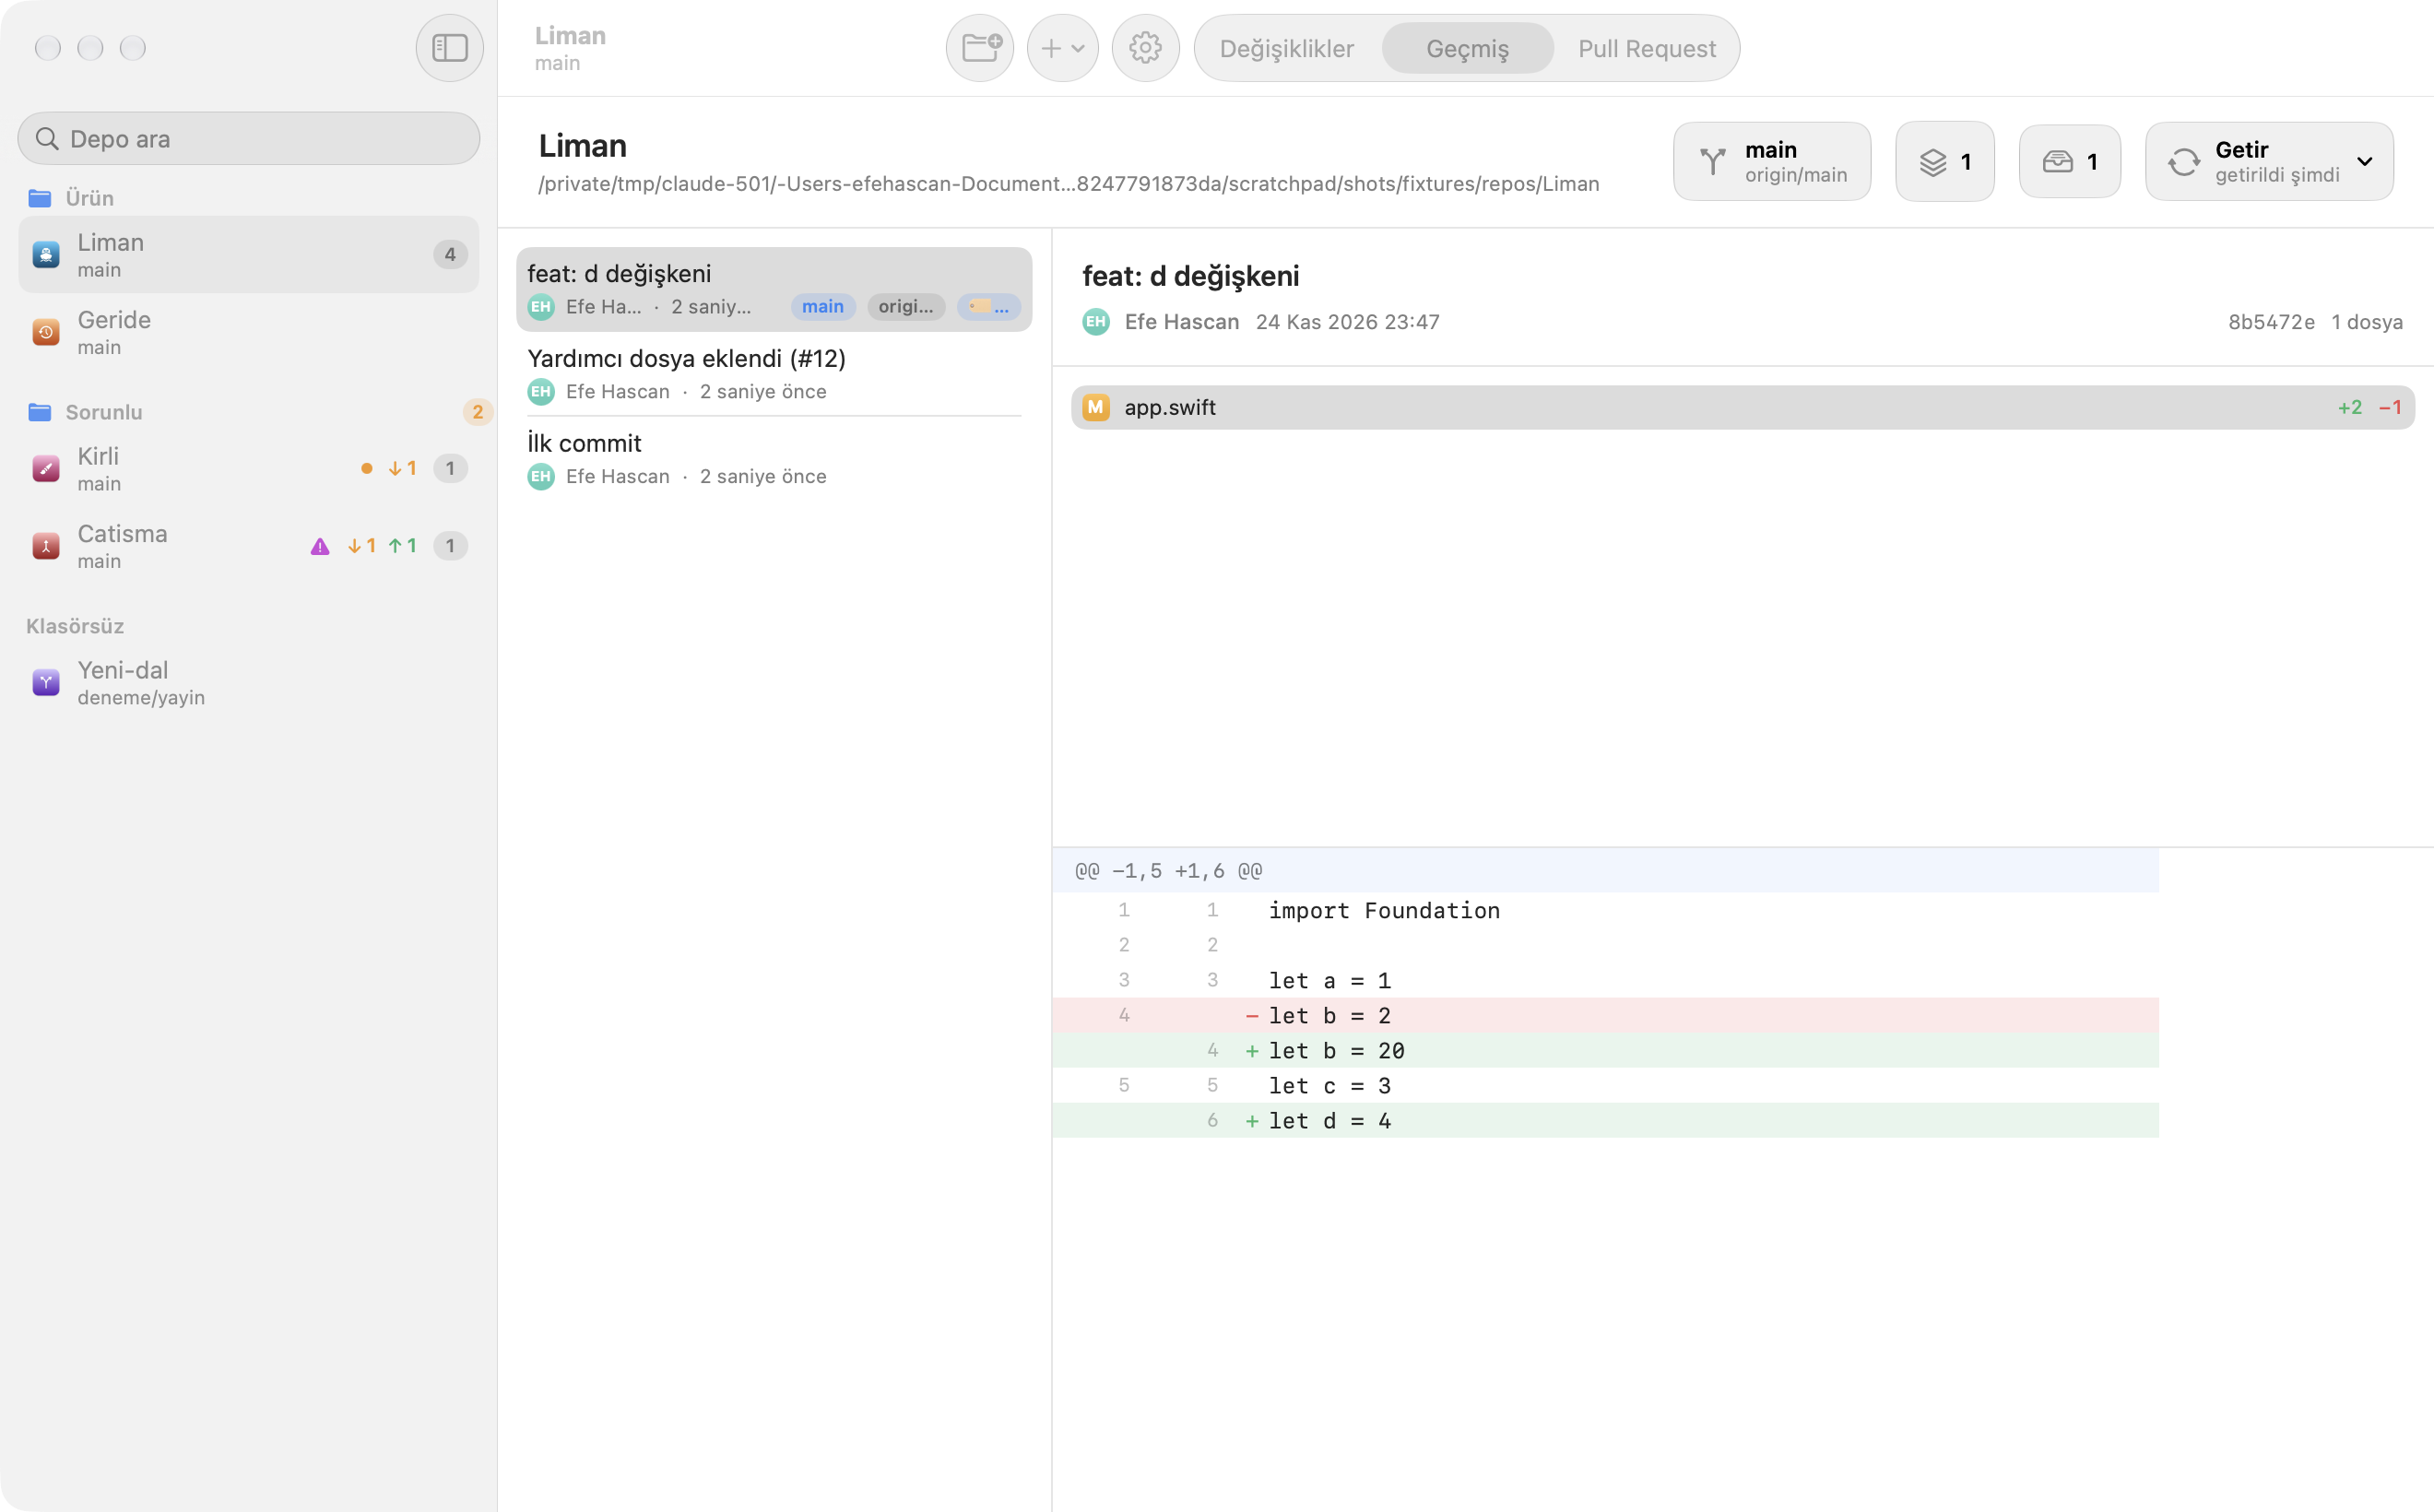 Liman
main
Değişiklikler
Geçmiş
Pull Request
Depo ara
Ürün
Liman
main
4
Geride
main
Sorunlu
2
Kirli
main
1
1
Catisma
main
1
1
1
Klasörsüz
Yeni-dal
deneme/yayin
Liman
/private/tmp/claude-501/-Users-efehascan-Document...8247791873da/scratchpad/shots/fixtures/repos/Liman
main
origin/main
1
1
Getir
getirildi şimdi
feat: d değişkeni
EH Efe Ha... · 2 saniy... main origi... ...
Yardımcı dosya eklendi (#12)
EH Efe Hascan · 2 saniye önce
İlk commit
EH Efe Hascan · 2 saniye önce
feat: d değişkeni
EH Efe Hascan 24 Kas 2026 23:47 8b5472e 1 dosya
M app.swift +2 −1
@@ −1,5 +1,6 @@
1 1 import Foundation
2 2
3 3 let a = 1
4 − let b = 2
4 + let b = 20
5 5 let c = 3
6 + let d = 4